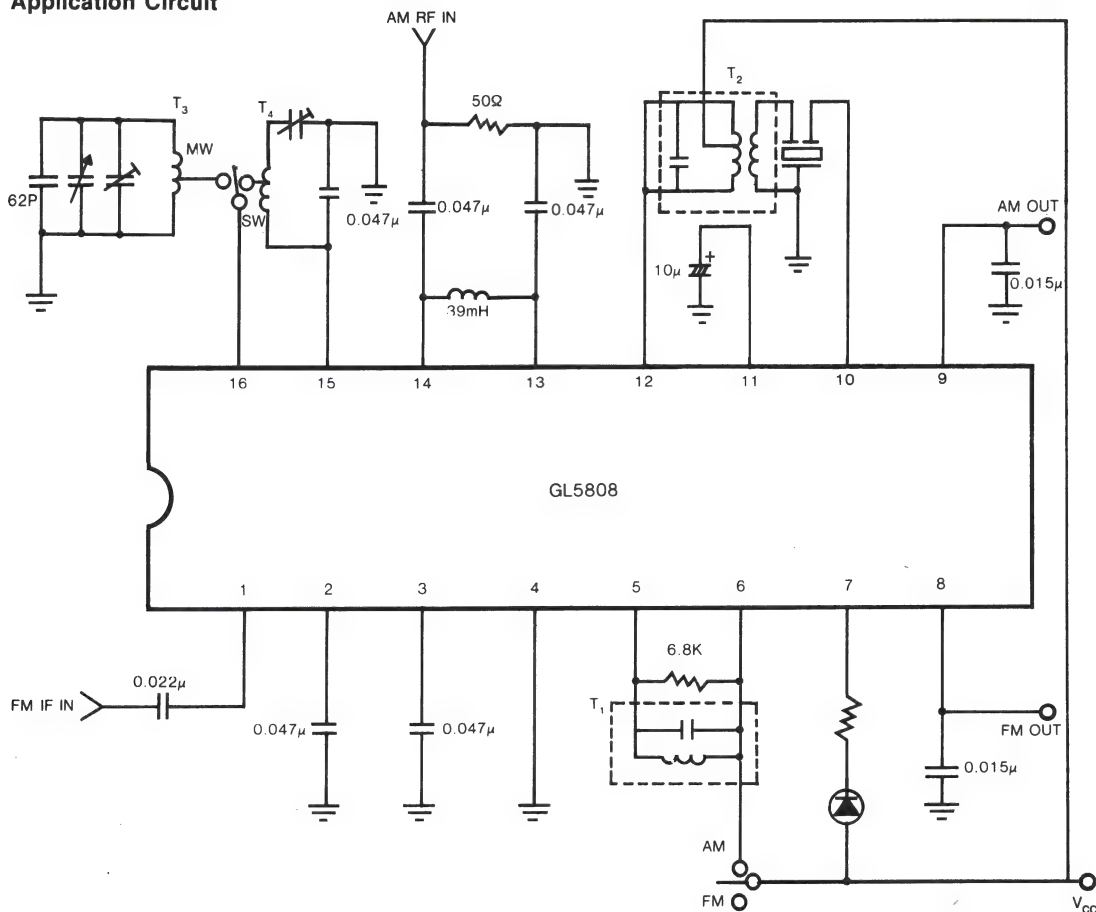 Application Circuit
AM RF IN
T3
T4
T2
50Ω
MW
SW
62P
0.047µ
0.047µ
0.047µ
39mH
10µ
+
AM OUT
0.015µ
16
15
14
13
12
11
10
9
GL5808
1
2
3
4
5
6
7
8
FM IF IN
0.022µ
0.047µ
0.047µ
6.8K
T1
FM OUT
0.015µ
AM
FM
VCC